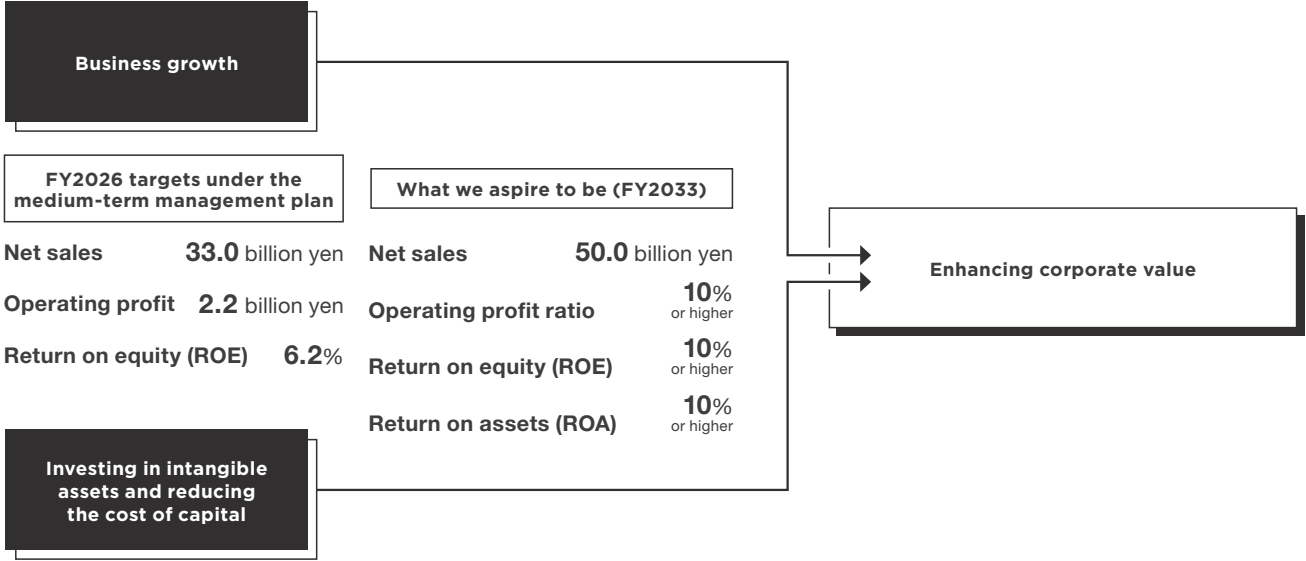 Business growth
FY2026 targets under the
medium-term management plan
Net sales 33.0 billion yen
Operating profit 2.2 billion yen
Return on equity (ROE) 6.2%
What we aspire to be (FY2033)
Net sales 50.0 billion yen
Operating profit ratio 10%
or higher
Return on equity (ROE) 10%
or higher
Return on assets (ROA) 10%
or higher
Investing in intangible
assets and reducing
the cost of capital
Enhancing corporate value